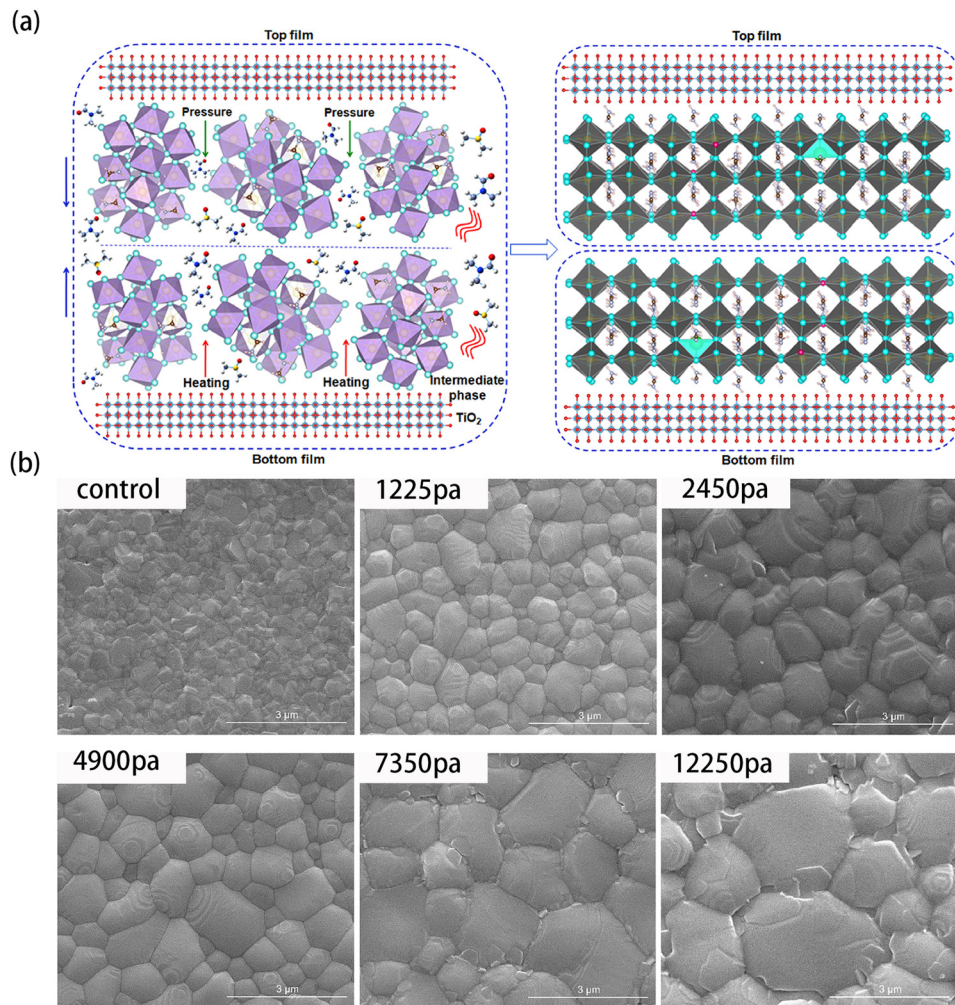 (a)
Top film
Pressure
Pressure
Heating
Heating
Intermediate
phase
TiO2
Bottom film
Top film
Bottom film
(b)
control
3 μm
1225pa
3 μm
2450pa
3 μm
4900pa
3 μm
7350pa
3 μm
12250pa
3 μm